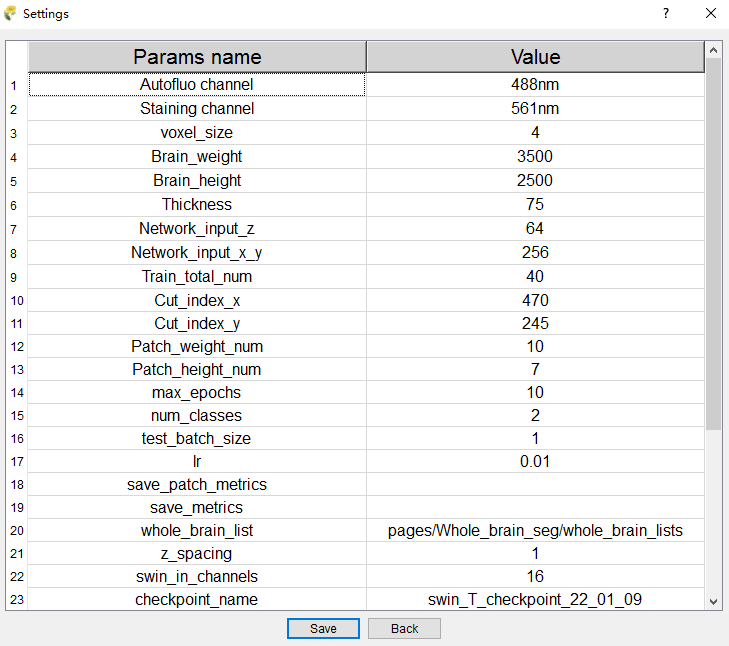 Settings
Params name Value
1 Autofluo channel 488nm
2 Staining channel 561nm
3 voxel_size 4
4 Brain_weight 3500
5 Brain_height 2500
6 Thickness 75
7 Network_input_z 64
8 Network_input_x_y 256
9 Train_total_num 40
10 Cut_index_x 470
11 Cut_index_y 245
12 Patch_weight_num 10
13 Patch_height_num 7
14 max_epochs 10
15 num_classes 2
16 test_batch_size 1
17 lr 0.01
18 save_patch_metrics
19 save_metrics
20 whole_brain_list pages/Whole_brain_seg/whole_brain_lists
21 z_spacing 1
22 swin_in_channels 16
23 checkpoint_name swin_T_checkpoint_22_01_09
Save Back